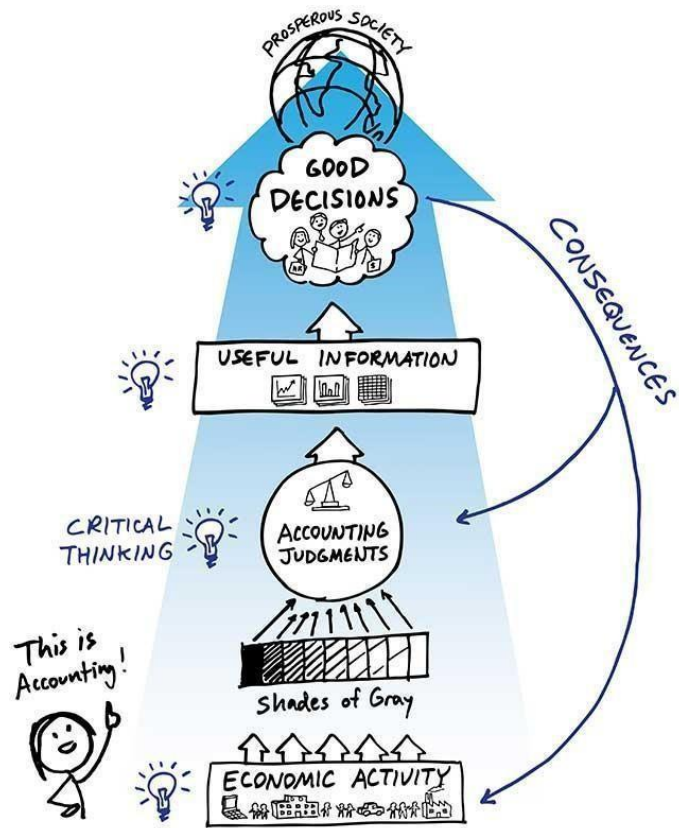 PROSPEROUS SOCIETY
GOOD
DECISIONS
HR
$
CONSEQUENCES
USEFUL INFORMATION
CRITICAL
THINKING
ACCOUNTING
JUDGMENTS
This is
Accounting!
Shades of Gray
ECONOMIC ACTIVITY